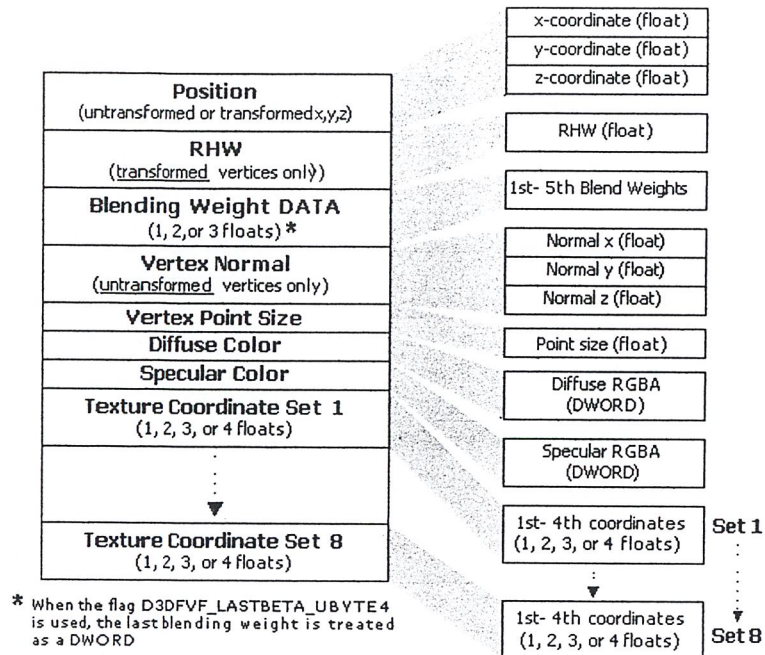 Position
(untransformed or transformed x,y,z)
RHW
(transformed vertices only)
Blending Weight DATA
(1, 2, or 3 floats) *
Vertex Normal
(untransformed vertices only)
Vertex Point Size
Diffuse Color
Specular Color
Texture Coordinate Set 1
(1, 2, 3, or 4 floats)
Texture Coordinate Set 8
(1, 2, 3, or 4 floats)
* When the flag D3DFVF_LASTBETA_UBYTE4
is used, the last blending weight is treated
as a DWORD
x-coordinate (float)
y-coordinate (float)
z-coordinate (float)
RHW (float)
1st- 5th Blend Weights
Normal x (float)
Normal y (float)
Normal z (float)
Point size (float)
Diffuse RGBA
(DWORD)
Specular RGBA
(DWORD)
1st- 4th coordinates
(1, 2, 3, or 4 floats)
Set 1
1st- 4th coordinates
(1, 2, 3, or 4 floats)
Set 8